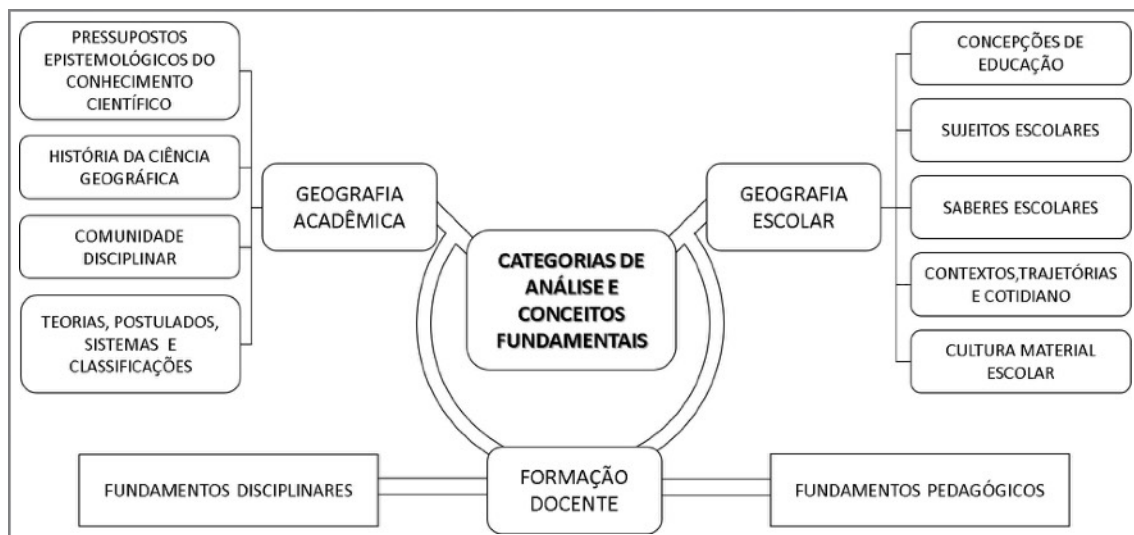 PRESSUPOSTOS
EPISTEMOLÓGICOS DO
CONHECIMENTO
CIENTÍFICO
HISTÓRIA DA CIÊNCIA
GEOGRÁFICA
COMUNIDADE
DISCIPLINAR
TEORIAS, POSTULADOS,
SISTEMAS E
CLASSIFICAÇÕES
GEOGRAFIA
ACADÊMICA
CATEGORIAS DE
ANÁLISE E
CONCEITOS
FUNDAMENTAIS
GEOGRAFIA
ESCOLAR
CONCEPÇÕES DE
EDUCAÇÃO
SUJEITOS ESCOLARES
SABERES ESCOLARES
CONTEXTOS,TRAJETÓRIAS
E COTIDIANO
CULTURA MATERIAL
ESCOLAR
FUNDAMENTOS DISCIPLINARES
FORMAÇÃO
DOCENTE
FUNDAMENTOS PEDAGÓGICOS